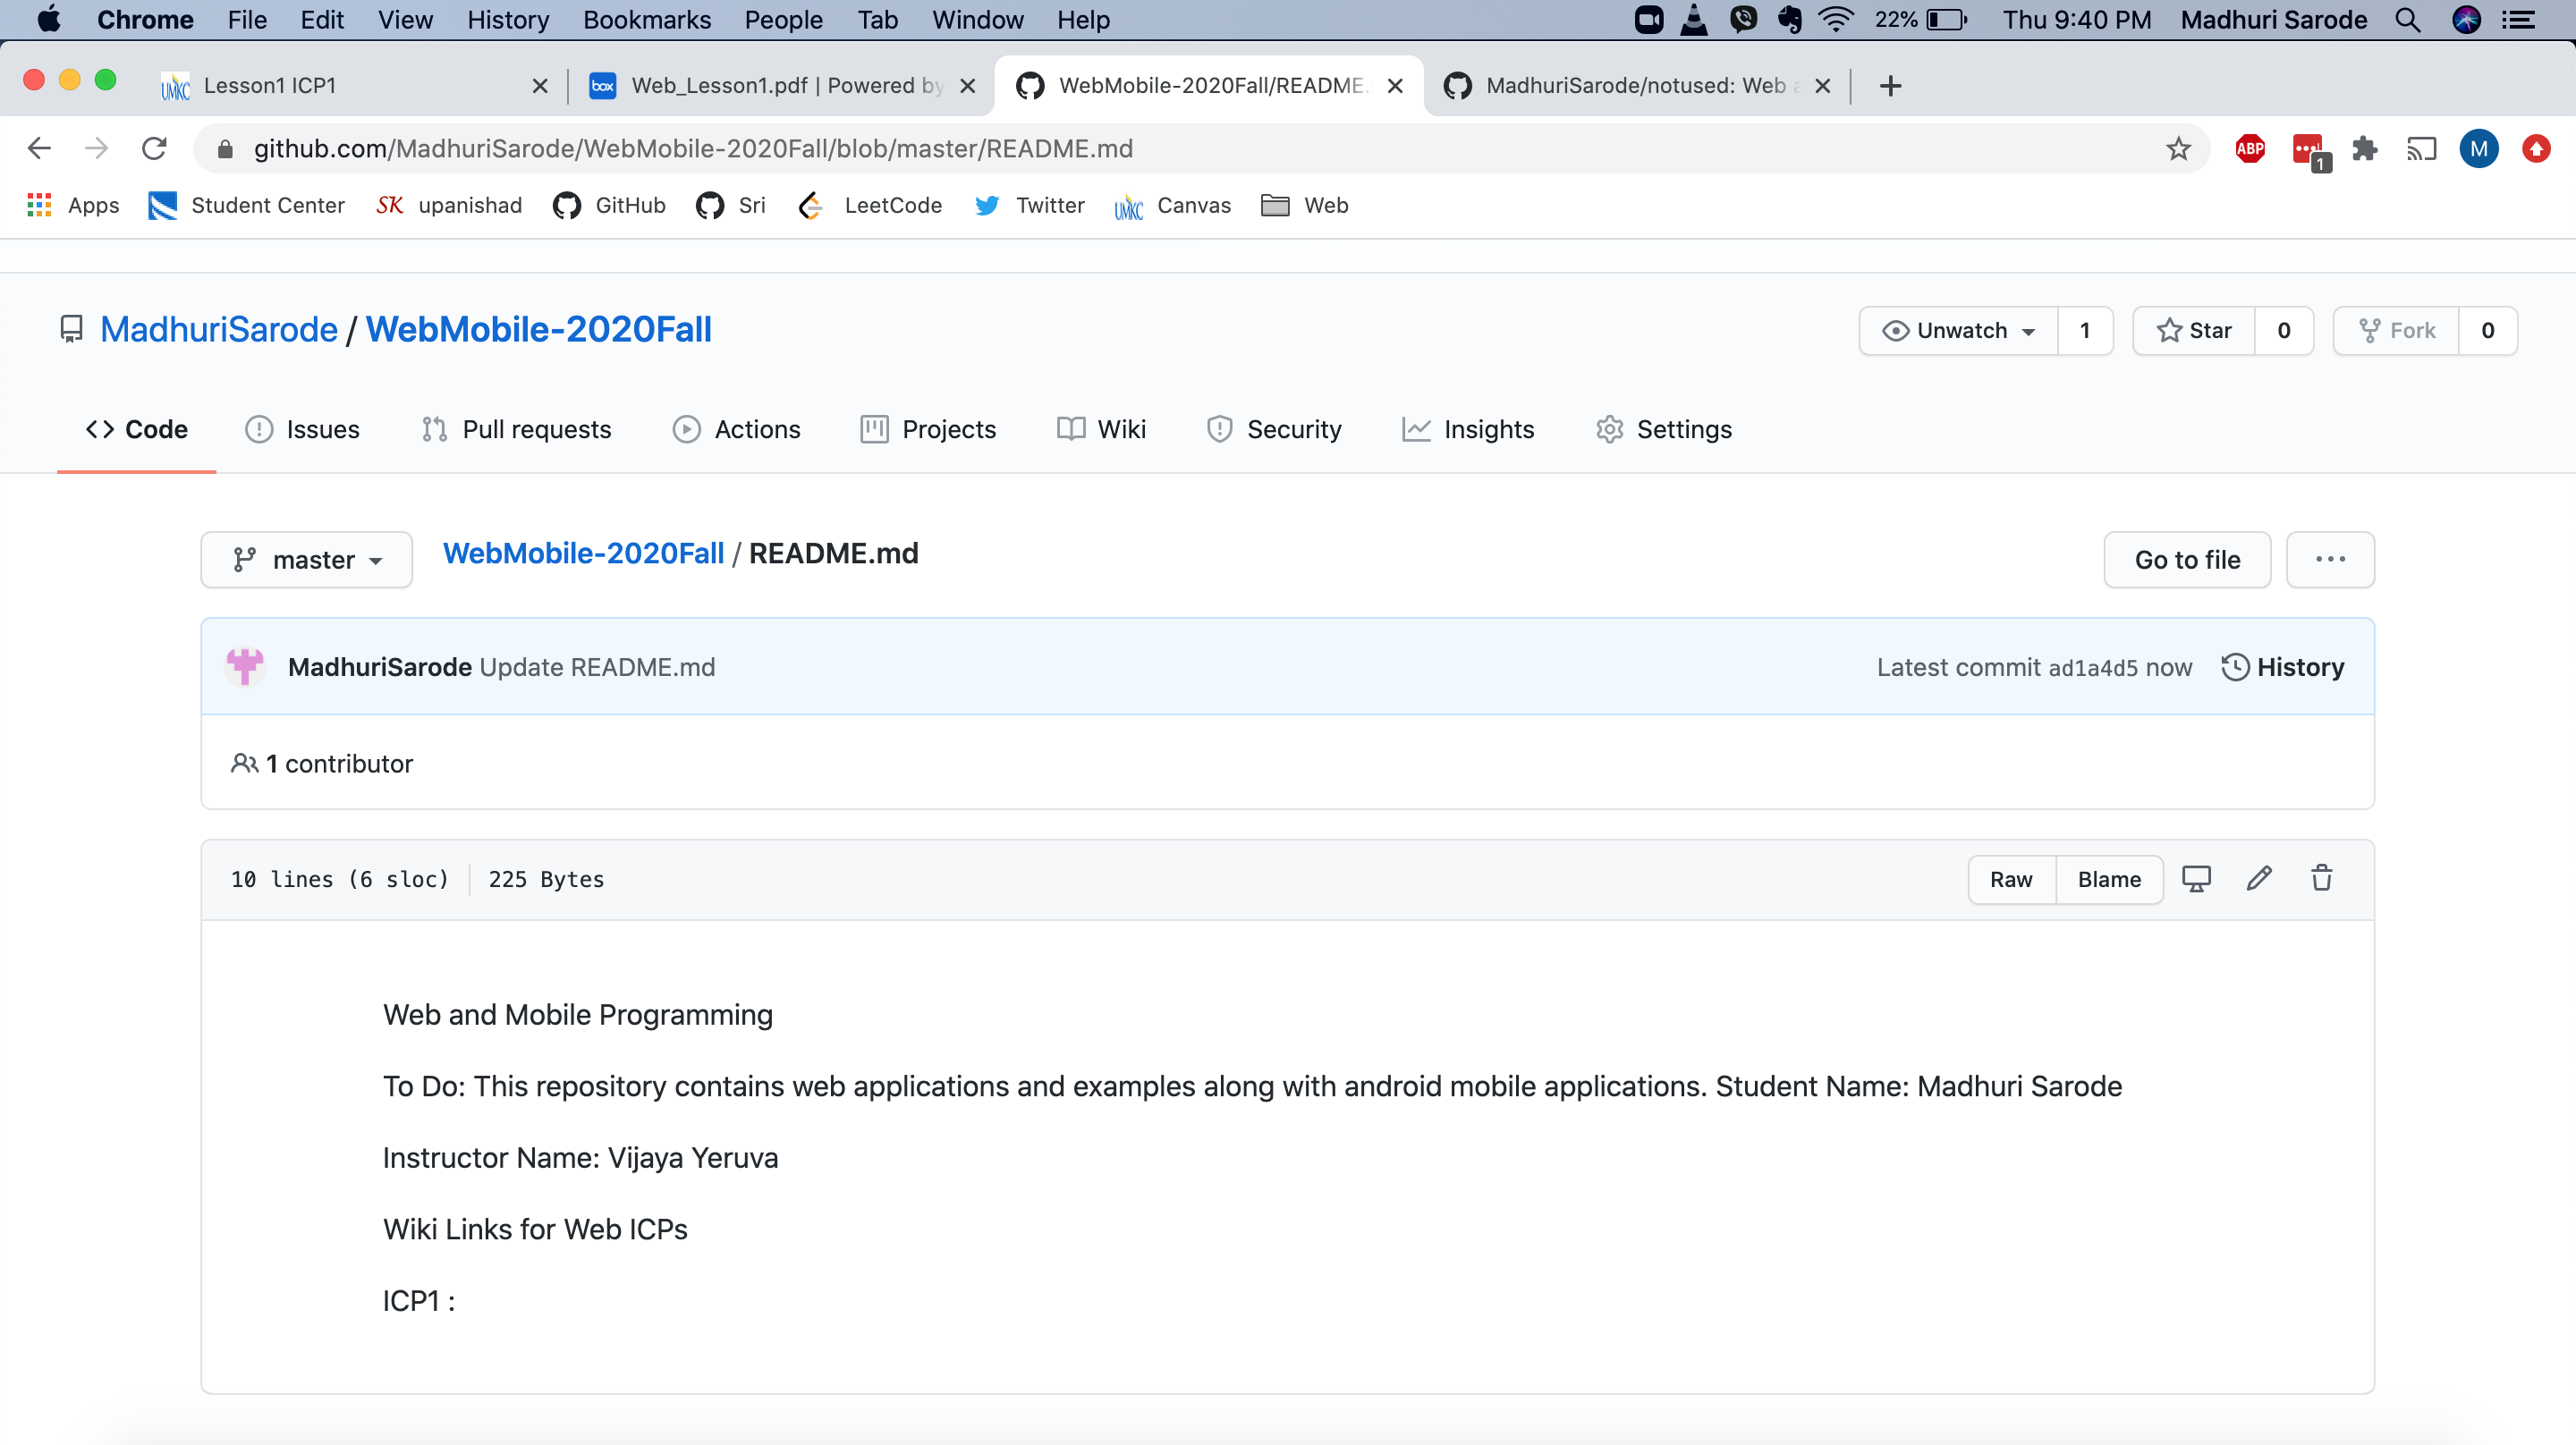 Chrome File Edit View History Bookmarks People Tab Window Help 22% Thu 9:40 PM Madhuri Sarode
UMKC Lesson1 ICP1 box Web_Lesson1.pdf | Powered by WebMobile-2020Fall/README. MadhuriSarode/notused: Web a
github.com/MadhuriSarode/WebMobile-2020Fall/blob/master/README.md ABP 1 M
Apps Student Center SK upanishad GitHub Sri LeetCode Twitter UMKC Canvas Web
MadhuriSarode / WebMobile-2020Fall Unwatch 1 Star 0 Fork 0
Code Issues Pull requests Actions Projects Wiki Security Insights Settings
master WebMobile-2020Fall / README.md Go to file ...
MadhuriSarode Update README.md Latest commit ad1a4d5 now History
1 contributor
10 lines (6 sloc) 225 Bytes Raw Blame
Web and Mobile Programming
To Do: This repository contains web applications and examples along with android mobile applications. Student Name: Madhuri Sarode
Instructor Name: Vijaya Yeruva
Wiki Links for Web ICPs
ICP1 :